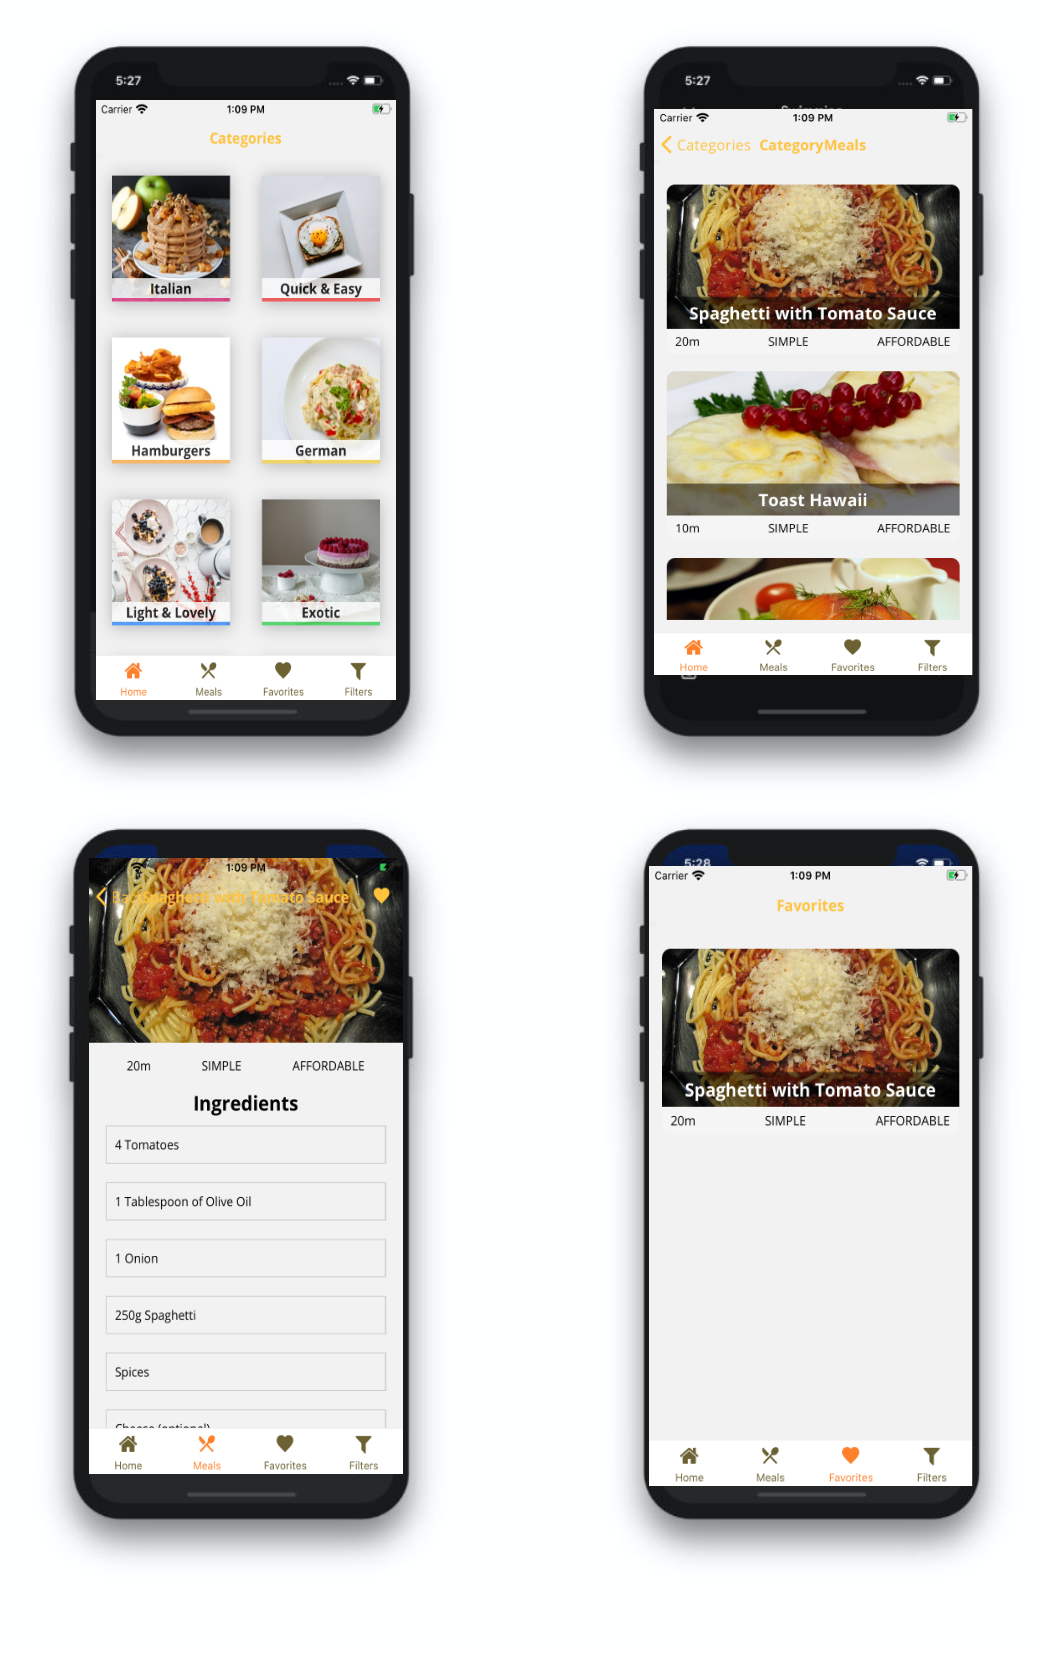 5:27
Carrier 1:09 PM
Categories
Italian
Quick & Easy
Hamburgers
German
Light & Lovely
Exotic
Home Meals Favorites Filters
5:27
Swimming
Carrier 1:09 PM
Categories CategoryMeals
Spaghetti with Tomato Sauce
20m SIMPLE AFFORDABLE
Toast Hawaii
10m SIMPLE AFFORDABLE
Home Meals Favorites Filters
1:09 PM
Spaghetti with Tomato Sauce
20m SIMPLE AFFORDABLE
Ingredients
4 Tomatoes
1 Tablespoon of Olive Oil
1 Onion
250g Spaghetti
Spices
Cheese (optional)
Home Meals Favorites Filters
5:28
Carrier 1:09 PM
Favorites
Spaghetti with Tomato Sauce
20m SIMPLE AFFORDABLE
Home Meals Favorites Filters